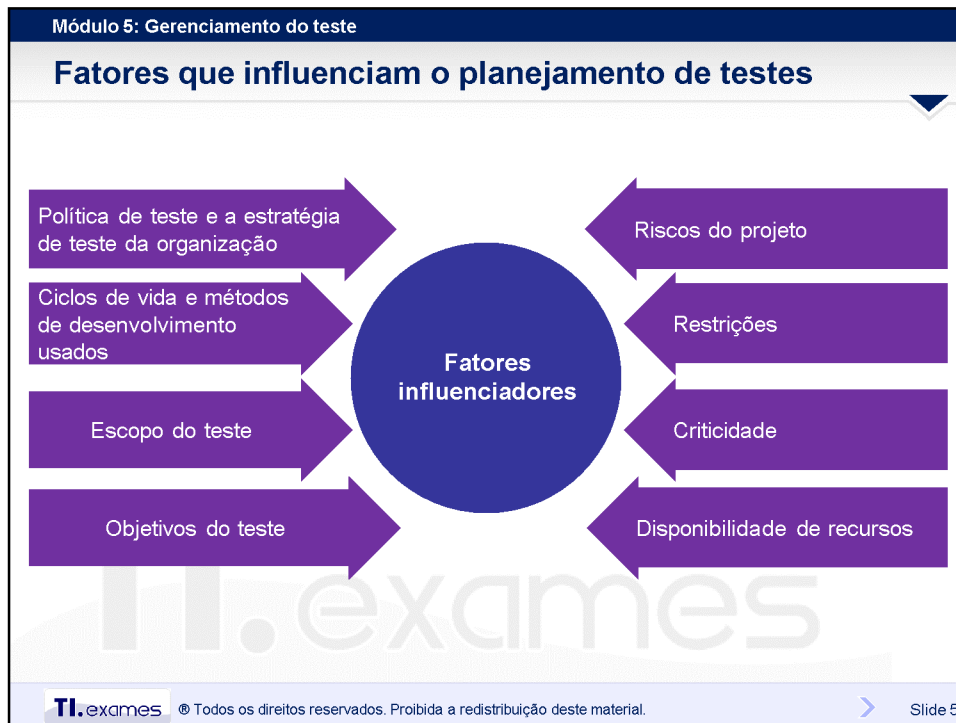 Módulo 5: Gerenciamento do teste
Fatores que influenciam o planejamento de testes
Política de teste e a estratégia
de teste da organização
Ciclos de vida e métodos
de desenvolvimento
usados
Escopo do teste
Objetivos do teste
Fatores
influenciadores
Riscos do projeto
Restrições
Criticidade
Disponibilidade de recursos
TI.exames
TI.exames
® Todos os direitos reservados. Proibida a redistribuição deste material.
Slide 5